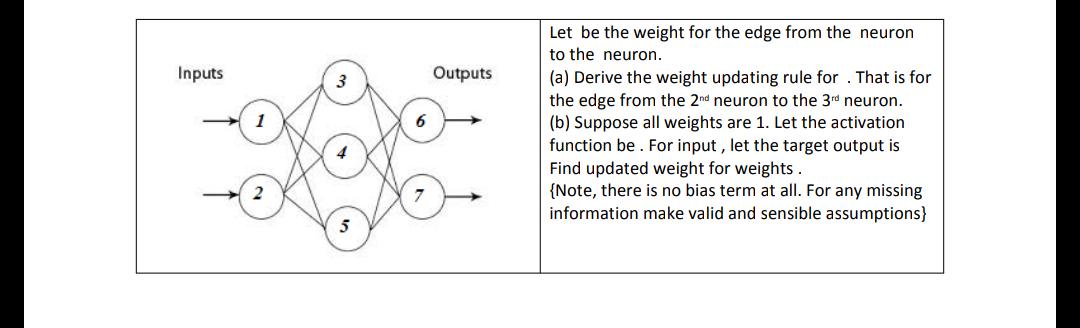 Inputs
Outputs
1
2
3
4
5
6
7
Let be the weight for the edge from the neuron
to the neuron.
(a) Derive the weight updating rule for . That is for
the edge from the 2nd neuron to the 3rd neuron.
(b) Suppose all weights are 1. Let the activation
function be . For input , let the target output is
Find updated weight for weights .
{Note, there is no bias term at all. For any missing
information make valid and sensible assumptions}